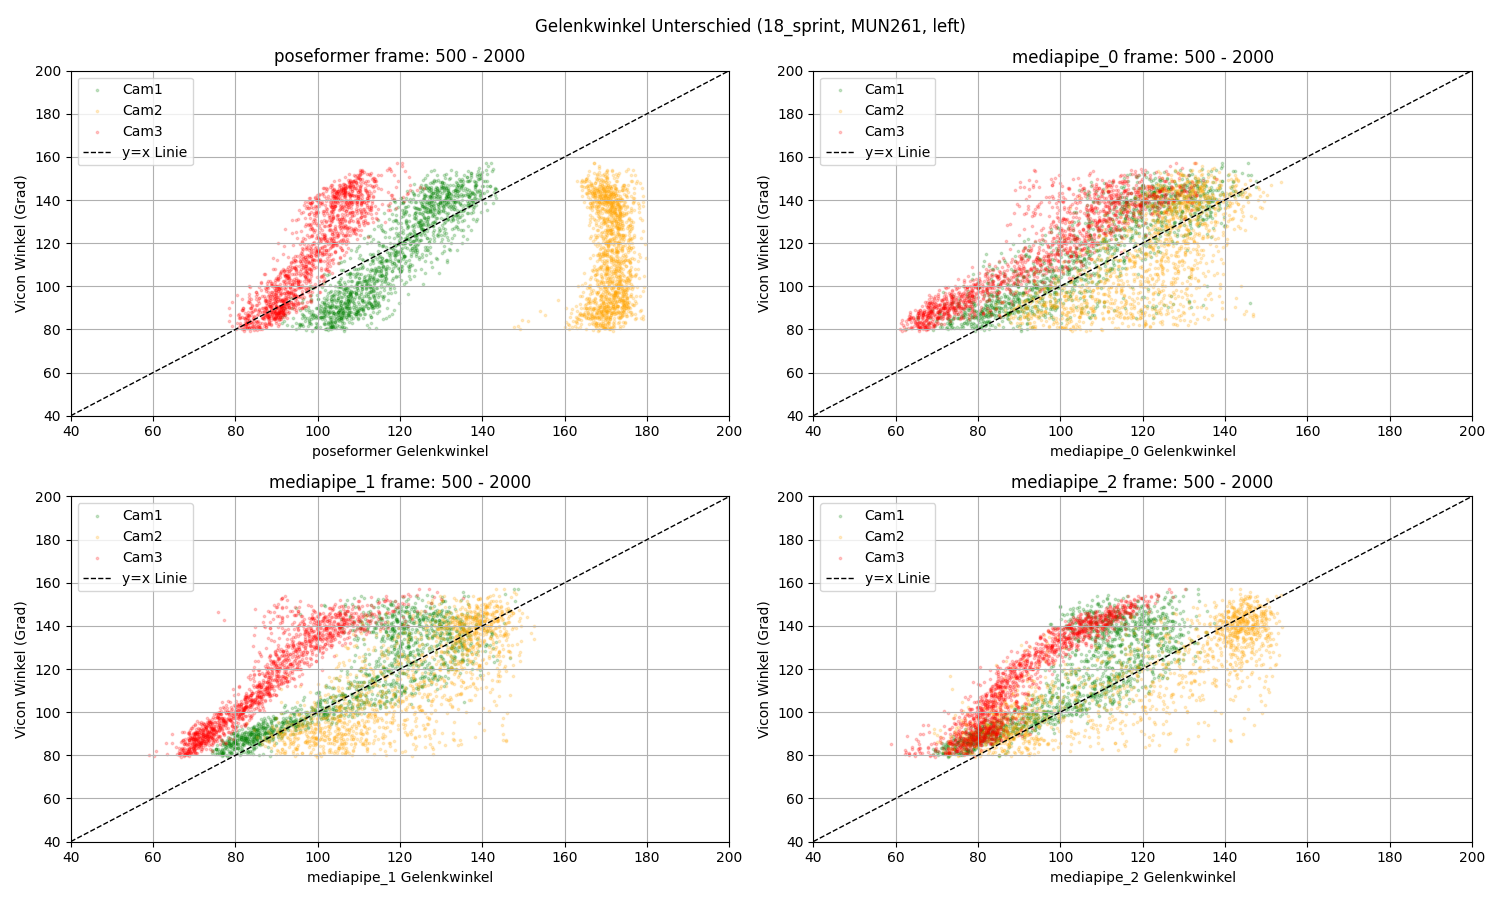 Gelenkwinkel Unterschied (18_sprint, MUN261, left)
poseformer frame: 500 - 2000
200
180
160
140
120
100
80
60
40
Vicon Winkel (Grad)
Cam1
Cam2
Cam3
y=x Linie
40 60 80 100 120 140 160 180 200
poseformer Gelenkwinkel
mediapipe_0 frame: 500 - 2000
200
180
160
140
120
100
80
60
40
Vicon Winkel (Grad)
Cam1
Cam2
Cam3
y=x Linie
40 60 80 100 120 140 160 180 200
mediapipe_0 Gelenkwinkel
mediapipe_1 frame: 500 - 2000
200
180
160
140
120
100
80
60
40
Vicon Winkel (Grad)
Cam1
Cam2
Cam3
y=x Linie
40 60 80 100 120 140 160 180 200
mediapipe_1 Gelenkwinkel
mediapipe_2 frame: 500 - 2000
200
180
160
140
120
100
80
60
40
Vicon Winkel (Grad)
Cam1
Cam2
Cam3
y=x Linie
40 60 80 100 120 140 160 180 200
mediapipe_2 Gelenkwinkel